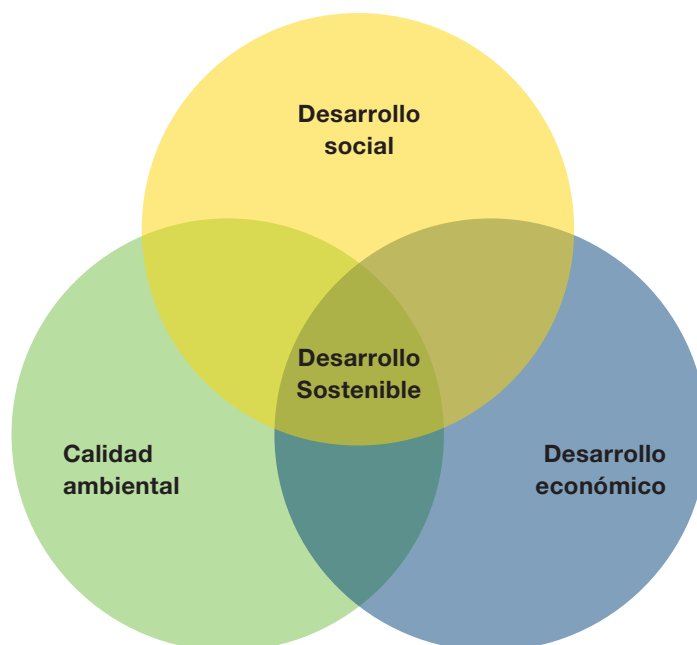 Desarrollo
social
Desarrollo
Sostenible
Calidad
ambiental
Desarrollo
económico